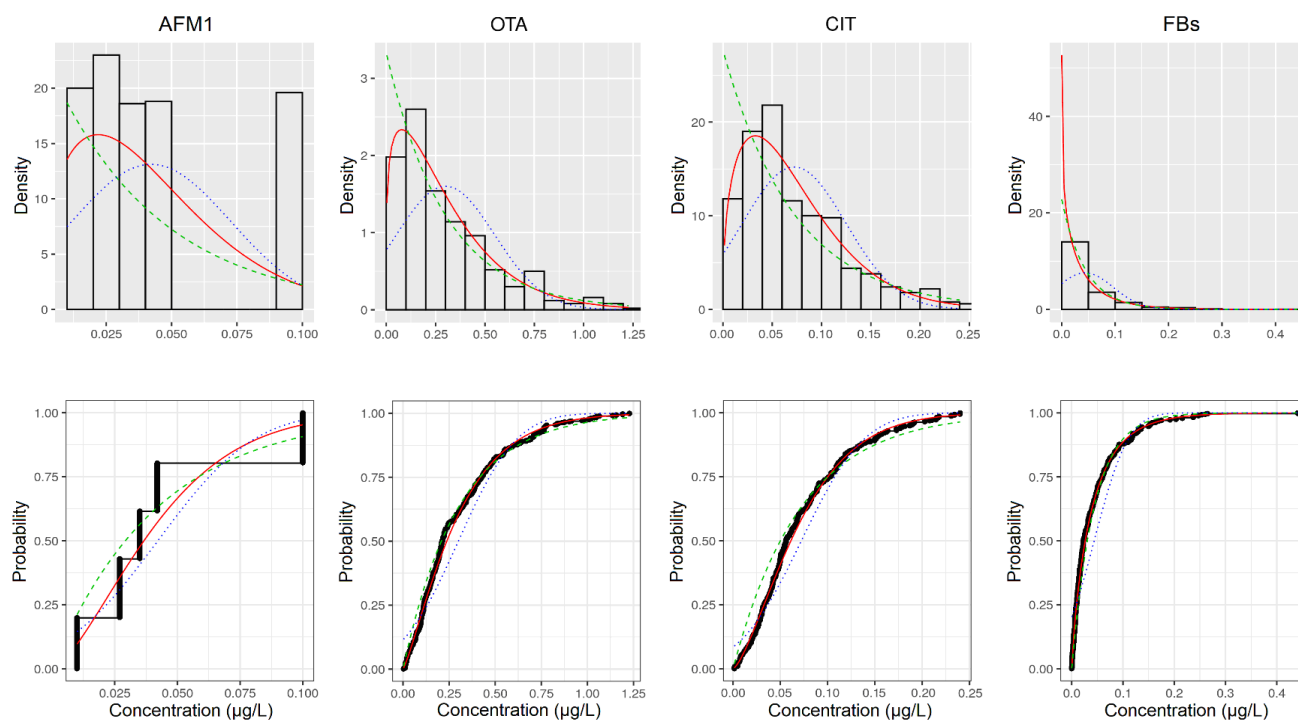 AFM1 OTA CIT FBs
Density Density Density Density
20 15 10 5 0
3 2 1 0
20 10 0
40 20 0
0.025 0.050 0.075 0.100
0.00 0.25 0.50 0.75 1.00 1.25
0.00 0.05 0.10 0.15 0.20 0.25
0.0 0.1 0.2 0.3 0.4
Probability Probability Probability Probability
1.00 0.75 0.50 0.25 0.00
1.00 0.75 0.50 0.25 0.00
1.00 0.75 0.50 0.25 0.00
1.00 0.75 0.50 0.25 0.00
0.025 0.050 0.075 0.100
0.00 0.25 0.50 0.75 1.00 1.25
0.00 0.05 0.10 0.15 0.20 0.25
0.0 0.1 0.2 0.3 0.4
Concentration (µg/L) Concentration (µg/L) Concentration (µg/L) Concentration (µg/L)